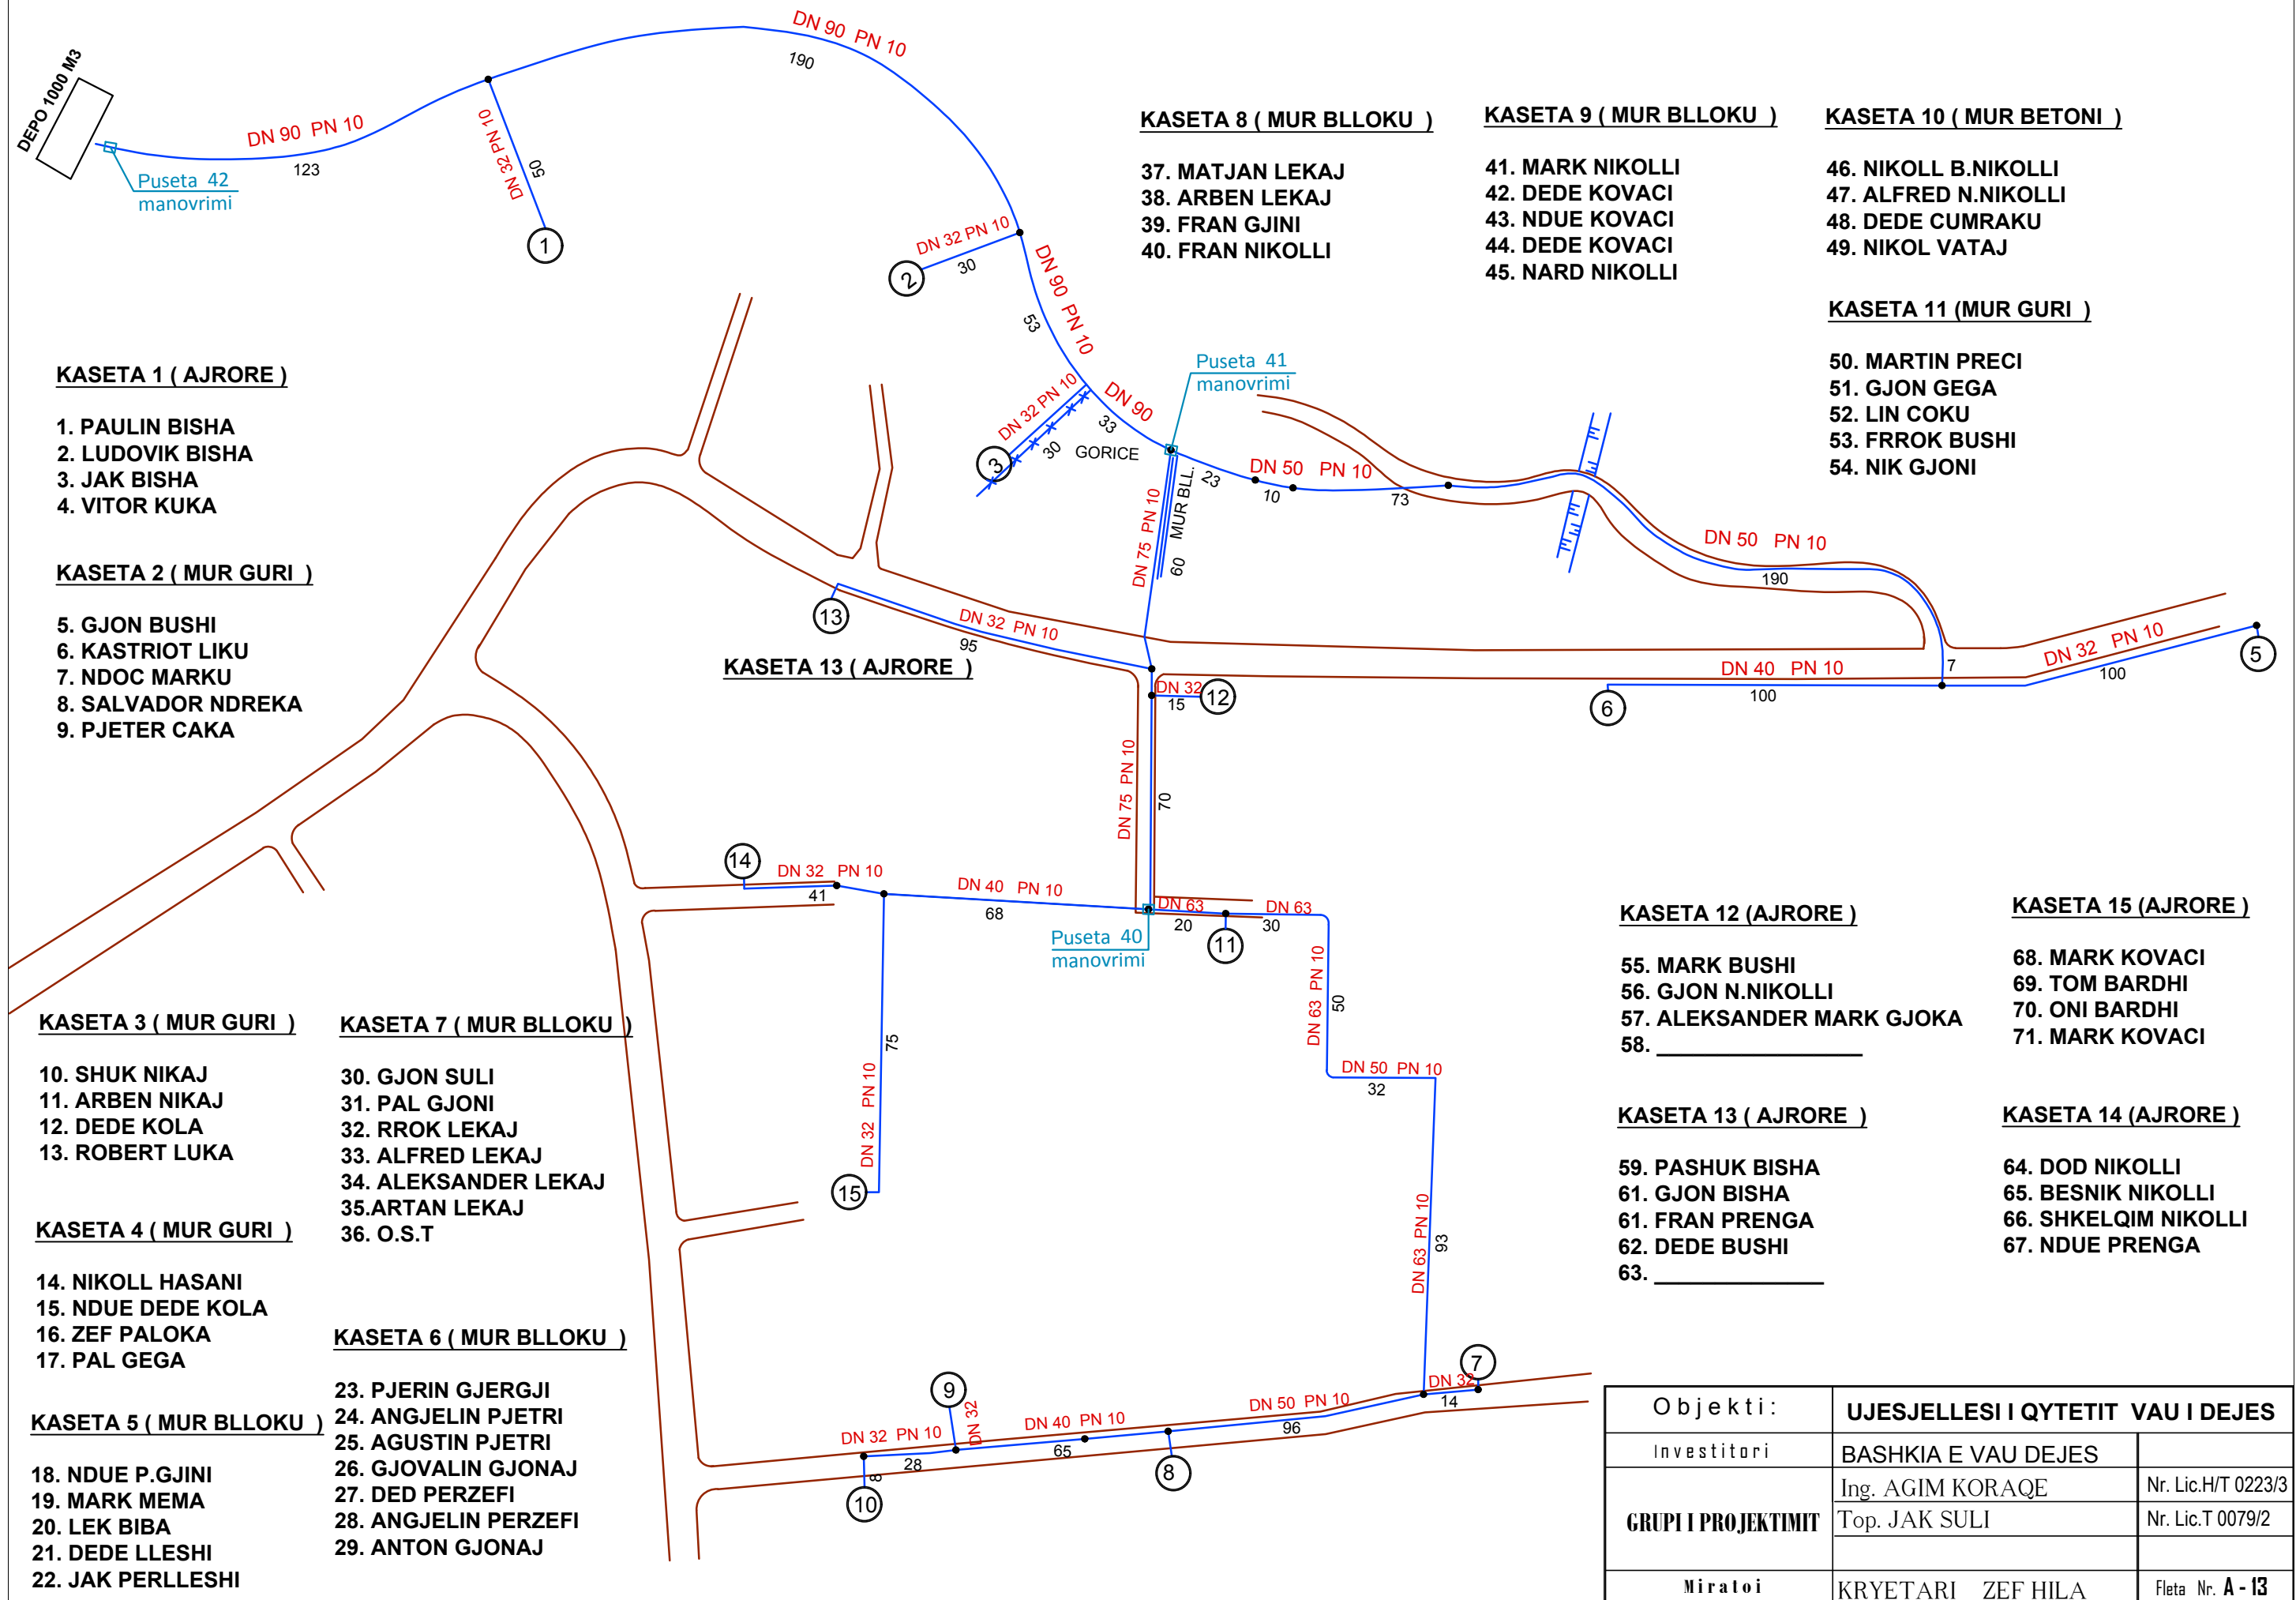 DEPO 1000 M3
DN 90 PN 10
123
Puseta 42
manovrimi
DN 32 PN 10
50
1
DN 90 PN 10
190
DN 32 PN 10
30
2
DN 90 PN 10
53
DN 32 PN 10
30
3
DN 90
33
GORICE
Puseta 41
manovrimi
DN 75 PN 10
60
MUR BLL.
23
10
DN 50 PN 10
73
DN 50 PN 10
190
7
DN 32 PN 10
100
5
DN 40 PN 10
100
6
13
DN 32 PN 10
95
KASETA 13 ( AJRORE )
DN 32
15
12
DN 75 PN 10
70
14
DN 32 PN 10
41
DN 40 PN 10
68
Puseta 40
manovrimi
DN 63
20
11
DN 63
30
DN 63 PN 10
50
DN 50 PN 10
32
DN 63 PN 10
93
75
DN 32 PN 10
15
7
DN 32
14
DN 50 PN 10
96
8
DN 40 PN 10
65
9
DN 32
DN 32 PN 10
28
8
10
KASETA 8 ( MUR BLLOKU )
37. MATJAN LEKAJ
38. ARBEN LEKAJ
39. FRAN GJINI
40. FRAN NIKOLLI
KASETA 9 ( MUR BLLOKU )
41. MARK NIKOLLI
42. DEDE KOVACI
43. NDUE KOVACI
44. DEDE KOVACI
45. NARD NIKOLLI
KASETA 10 ( MUR BETONI )
46. NIKOLL B.NIKOLLI
47. ALFRED N.NIKOLLI
48. DEDE CUMRAKU
49. NIKOL VATAJ
KASETA 11 (MUR GURI )
50. MARTIN PRECI
51. GJON GEGA
52. LIN COKU
53. FRROK BUSHI
54. NIK GJONI
KASETA 1 ( AJRORE )
1. PAULIN BISHA
2. LUDOVIK BISHA
3. JAK BISHA
4. VITOR KUKA
KASETA 2 ( MUR GURI )
5. GJON BUSHI
6. KASTRIOT LIKU
7. NDOC MARKU
8. SALVADOR NDREKA
9. PJETER CAKA
KASETA 3 ( MUR GURI )
10. SHUK NIKAJ
11. ARBEN NIKAJ
12. DEDE KOLA
13. ROBERT LUKA
KASETA 4 ( MUR GURI )
14. NIKOLL HASANI
15. NDUE DEDE KOLA
16. ZEF PALOKA
17. PAL GEGA
KASETA 5 ( MUR BLLOKU )
18. NDUE P.GJINI
19. MARK MEMA
20. LEK BIBA
21. DEDE LLESHI
22. JAK PERLLESHI
KASETA 7 ( MUR BLLOKU )
30. GJON SULI
31. PAL GJONI
32. RROK LEKAJ
33. ALFRED LEKAJ
34. ALEKSANDER LEKAJ
35.ARTAN LEKAJ
36. O.S.T
KASETA 6 ( MUR BLLOKU )
23. PJERIN GJERGJI
24. ANGJELIN PJETRI
25. AGUSTIN PJETRI
26. GJOVALIN GJONAJ
27. DED PERZEFI
28. ANGJELIN PERZEFI
29. ANTON GJONAJ
KASETA 12 (AJRORE )
55. MARK BUSHI
56. GJON N.NIKOLLI
57. ALEKSANDER MARK GJOKA
58. ________________
KASETA 15 (AJRORE )
68. MARK KOVACI
69. TOM BARDHI
70. ONI BARDHI
71. MARK KOVACI
KASETA 13 ( AJRORE )
59. PASHUK BISHA
61. GJON BISHA
61. FRAN PRENGA
62. DEDE BUSHI
63. _____________
KASETA 14 (AJRORE )
64. DOD NIKOLLI
65. BESNIK NIKOLLI
66. SHKELQIM NIKOLLI
67. NDUE PRENGA
Objekti: UJESJELLESI I QYTETIT VAU I DEJES
Investitori BASHKIA E VAU DEJES
GRUPI I PROJEKTIMIT
Ing. AGIM KORAQE Nr. Lic.H/T 0223/3
Top. JAK SULI Nr. Lic.T 0079/2
Miratoi KRYETARI ZEF HILA Fleta Nr. A - 13